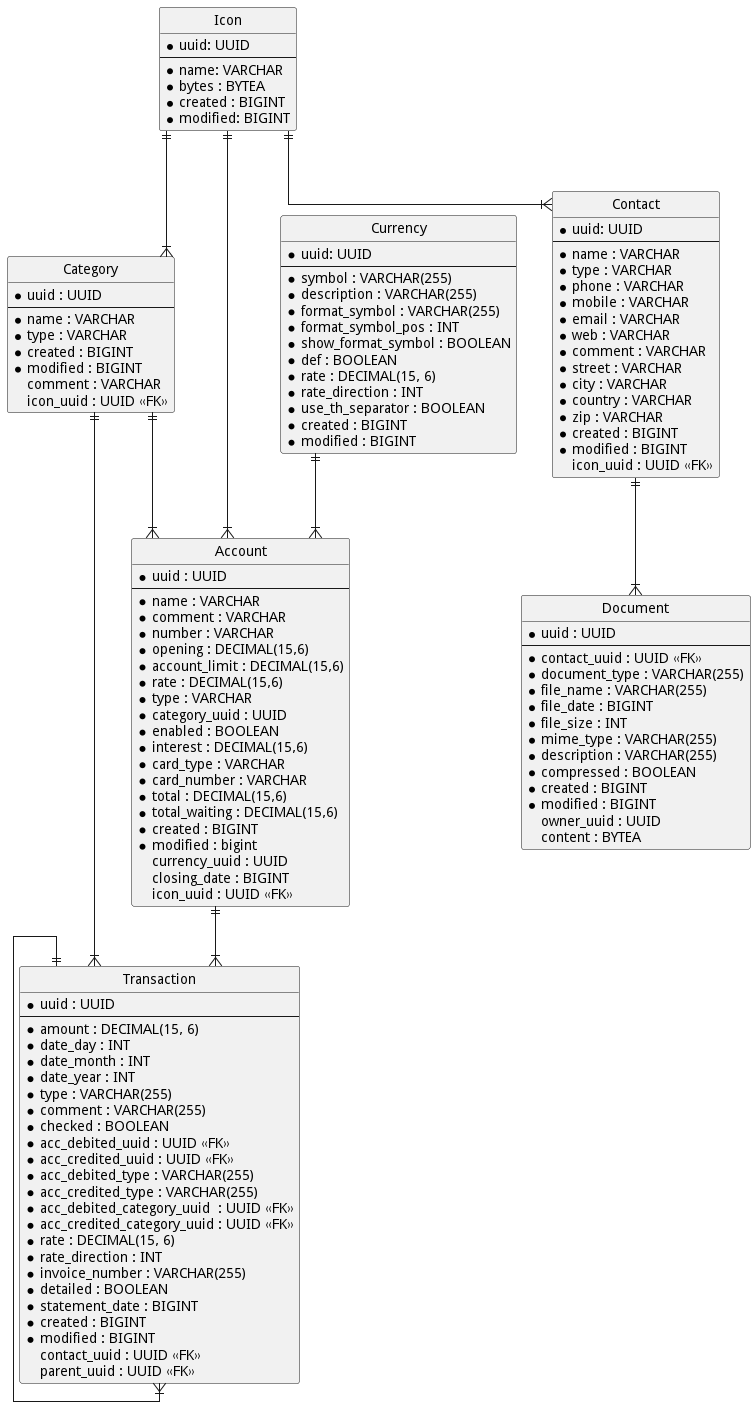 Icon
uuid: UUID
name: VARCHAR
bytes : BYTEA
created : BIGINT
modified: BIGINT
Contact
uuid: UUID
name : VARCHAR
type : VARCHAR
phone : VARCHAR
mobile : VARCHAR
email : VARCHAR
web : VARCHAR
comment : VARCHAR
street : VARCHAR
city : VARCHAR
country : VARCHAR
zip : VARCHAR
created : BIGINT
modified : BIGINT
icon_uuid : UUID «FK»
Currency
uuid: UUID
symbol : VARCHAR(255)
description : VARCHAR(255)
format_symbol : VARCHAR(255)
format_symbol_pos : INT
show_format_symbol : BOOLEAN
def : BOOLEAN
rate : DECIMAL(15, 6)
rate_direction : INT
use_th_separator : BOOLEAN
created : BIGINT
modified : BIGINT
Category
uuid : UUID
name : VARCHAR
type : VARCHAR
created : BIGINT
modified : BIGINT
comment : VARCHAR
icon_uuid : UUID «FK»
Account
uuid : UUID
name : VARCHAR
comment : VARCHAR
number : VARCHAR
opening : DECIMAL(15,6)
account_limit : DECIMAL(15,6)
rate : DECIMAL(15,6)
type : VARCHAR
category_uuid : UUID
enabled : BOOLEAN
interest : DECIMAL(15,6)
card_type : VARCHAR
card_number : VARCHAR
total : DECIMAL(15,6)
total_waiting : DECIMAL(15,6)
created : BIGINT
modified : bigint
currency_uuid : UUID
closing_date : BIGINT
icon_uuid : UUID «FK»
Document
uuid : UUID
contact_uuid : UUID «FK»
document_type : VARCHAR(255)
file_name : VARCHAR(255)
file_date : BIGINT
file_size : INT
mime_type : VARCHAR(255)
description : VARCHAR(255)
compressed : BOOLEAN
created : BIGINT
modified : BIGINT
owner_uuid : UUID
content : BYTEA
Transaction
uuid : UUID
amount : DECIMAL(15, 6)
date_day : INT
date_month : INT
date_year : INT
type : VARCHAR(255)
comment : VARCHAR(255)
checked : BOOLEAN
acc_debited_uuid : UUID «FK»
acc_credited_uuid : UUID «FK»
acc_debited_type : VARCHAR(255)
acc_credited_type : VARCHAR(255)
acc_debited_category_uuid  : UUID «FK»
acc_credited_category_uuid : UUID «FK»
rate : DECIMAL(15, 6)
rate_direction : INT
invoice_number : VARCHAR(255)
detailed : BOOLEAN
statement_date : BIGINT
created : BIGINT
modified : BIGINT
contact_uuid : UUID «FK»
parent_uuid : UUID «FK»